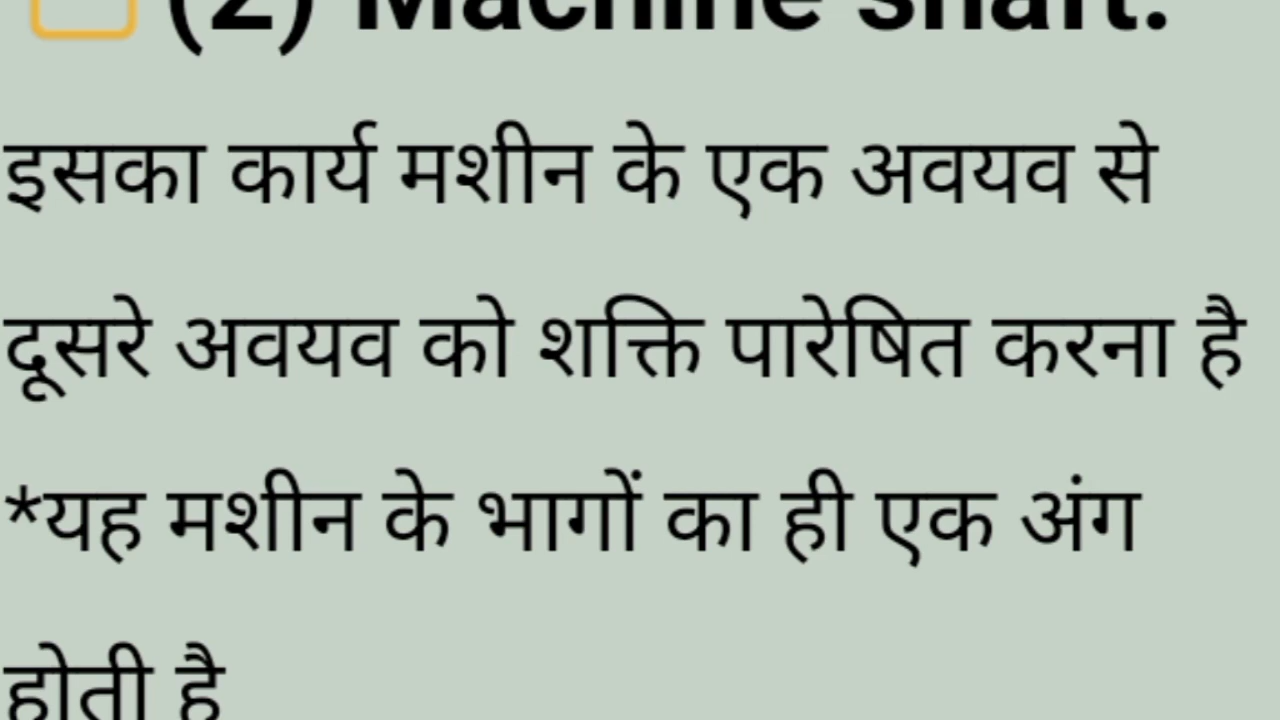 (2) Machine shaft:
इसका कार्य मशीन के एक अवयव से
दूसरे अवयव को शक्ति पारेषित करना है
*यह मशीन के भागों का ही एक अंग
होती है